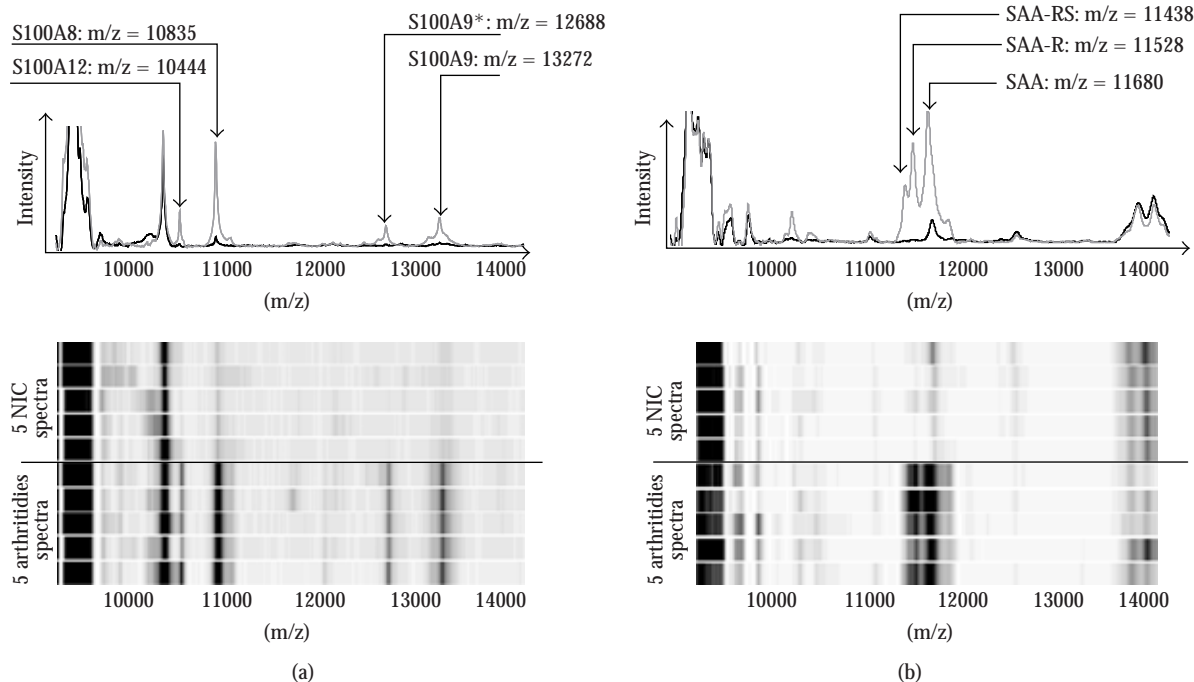 S100A8: m/z = 10835
S100A12: m/z = 10444
S100A9*: m/z = 12688
S100A9: m/z = 13272
Intensity
10000 11000 12000 13000 14000
(m/z)
5 NIC
spectra
5 arthritidies
spectra
10000 11000 12000 13000 14000
(m/z)
(a)
SAA-RS: m/z = 11438
SAA-R: m/z = 11528
SAA: m/z = 11680
Intensity
10000 11000 12000 13000 14000
(m/z)
5 NIC
spectra
5 arthritidies
spectra
10000 11000 12000 13000 14000
(m/z)
(b)